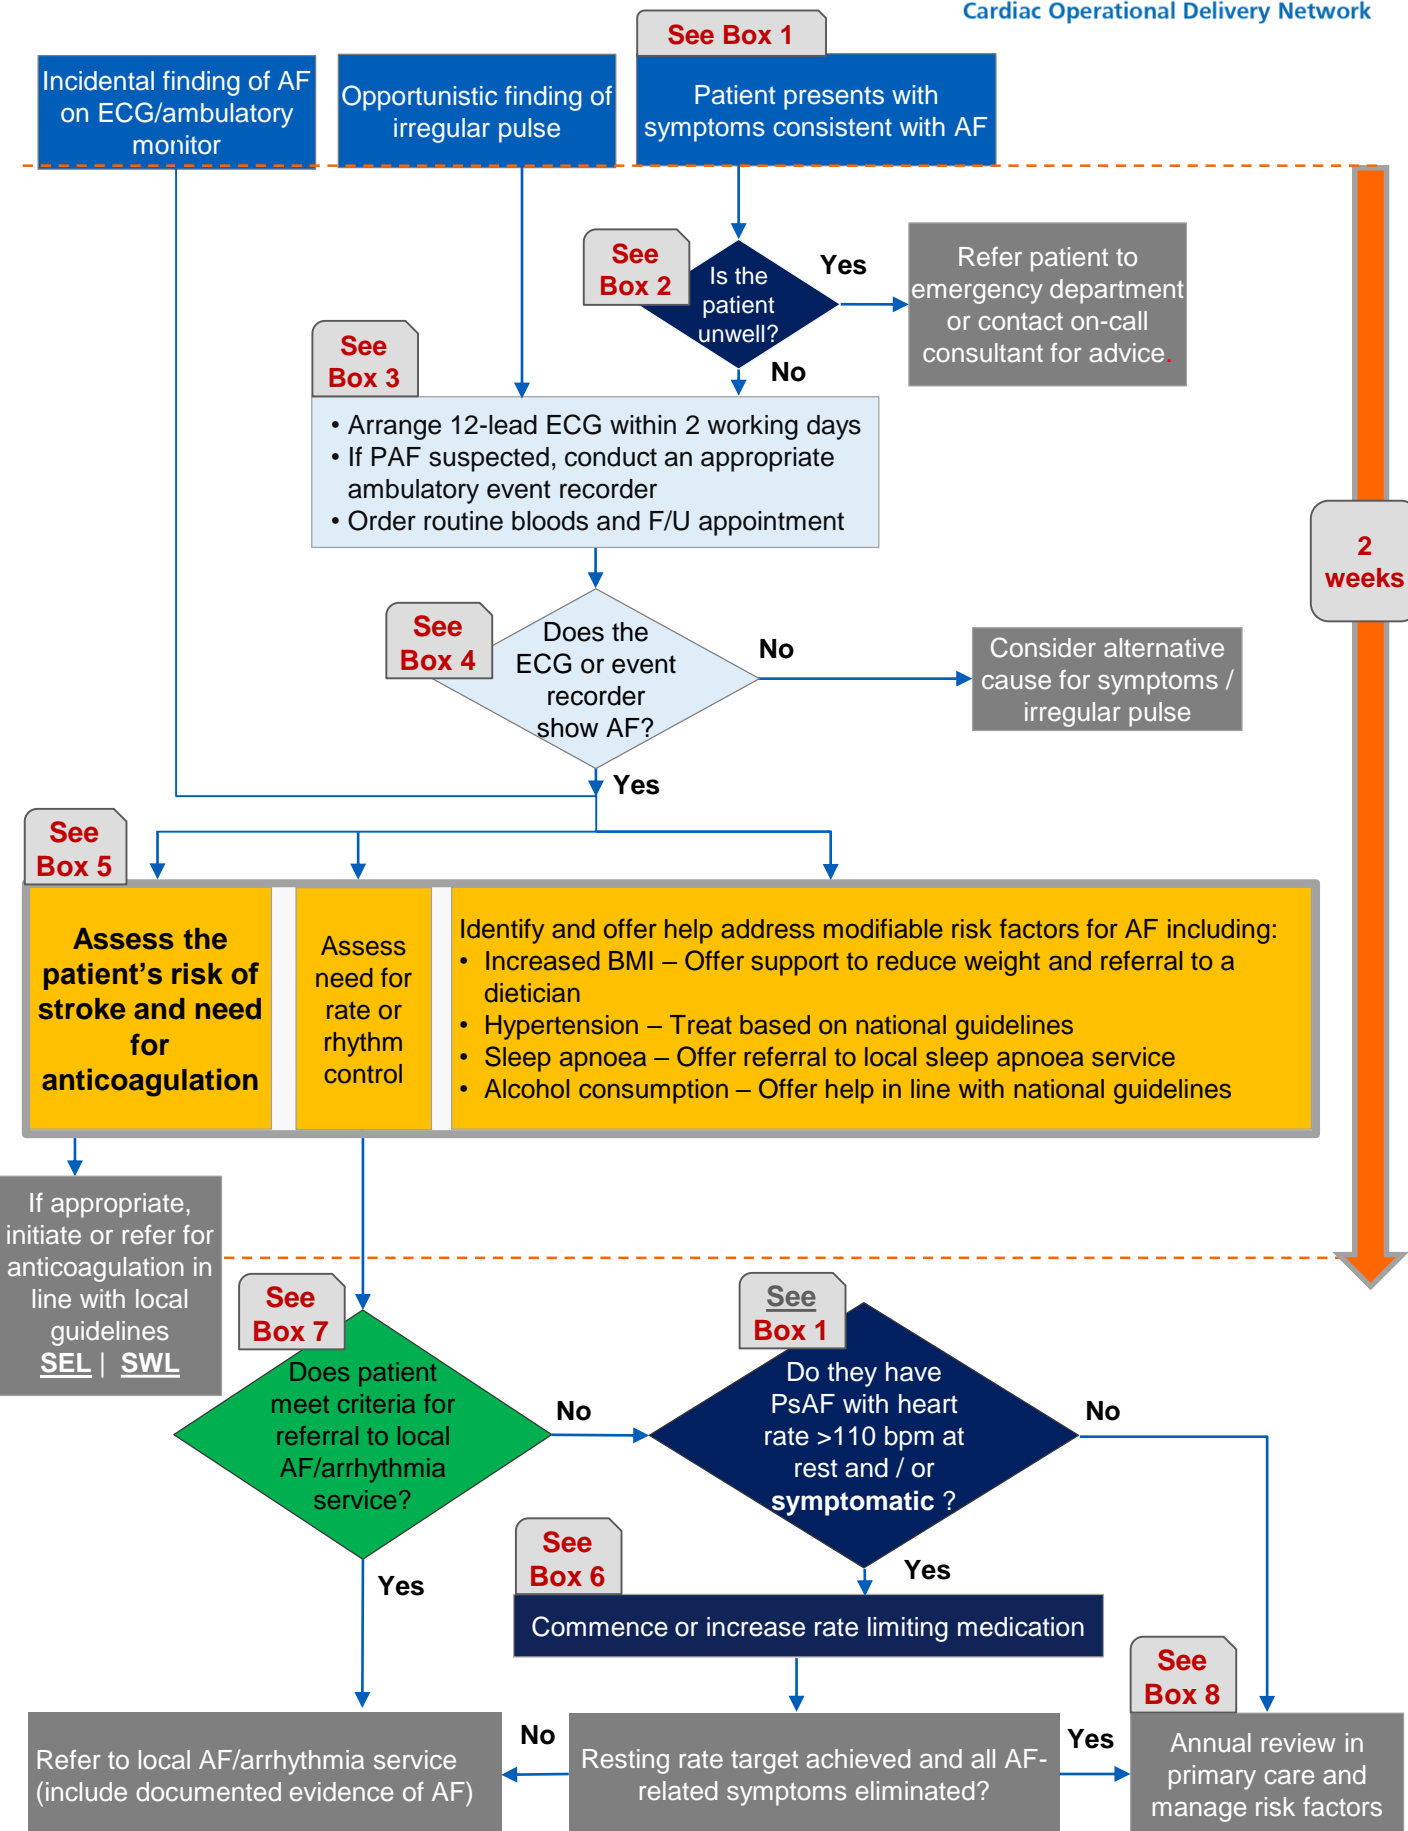 Cardiac Operational Delivery Network
See Box 1
Incidental finding of AF
on ECG/ambulatory
monitor
Opportunistic finding of
irregular pulse
Patient presents with
symptoms consistent with AF
See
Box 2
Is the
patient
unwell?
Yes
Refer patient to
emergency department
or contact on-call
consultant for advice.
No
See
Box 3
• Arrange 12-lead ECG within 2 working days
• If PAF suspected, conduct an appropriate
ambulatory event recorder
• Order routine bloods and F/U appointment
2
weeks
See
Box 4
Does the
ECG or event
recorder
show AF?
No
Consider alternative
cause for symptoms /
irregular pulse
Yes
See
Box 5
Assess the
patient’s risk of
stroke and need
for
anticoagulation
Assess
need for
rate or
rhythm
control
Identify and offer help address modifiable risk factors for AF including:
• Increased BMI – Offer support to reduce weight and referral to a
dietician
• Hypertension – Treat based on national guidelines
• Sleep apnoea – Offer referral to local sleep apnoea service
• Alcohol consumption – Offer help in line with national guidelines
If appropriate,
initiate or refer for
anticoagulation in
line with local
guidelines
SEL | SWL
See
Box 7
Does patient
meet criteria for
referral to local
AF/arrhythmia
service?
No
See
Box 1
Do they have
PsAF with heart
rate >110 bpm at
rest and / or
symptomatic ?
No
Yes
See
Box 6
Yes
Commence or increase rate limiting medication
See
Box 8
Refer to local AF/arrhythmia service
(include documented evidence of AF)
No
Resting rate target achieved and all AF-
related symptoms eliminated?
Yes
Annual review in
primary care and
manage risk factors